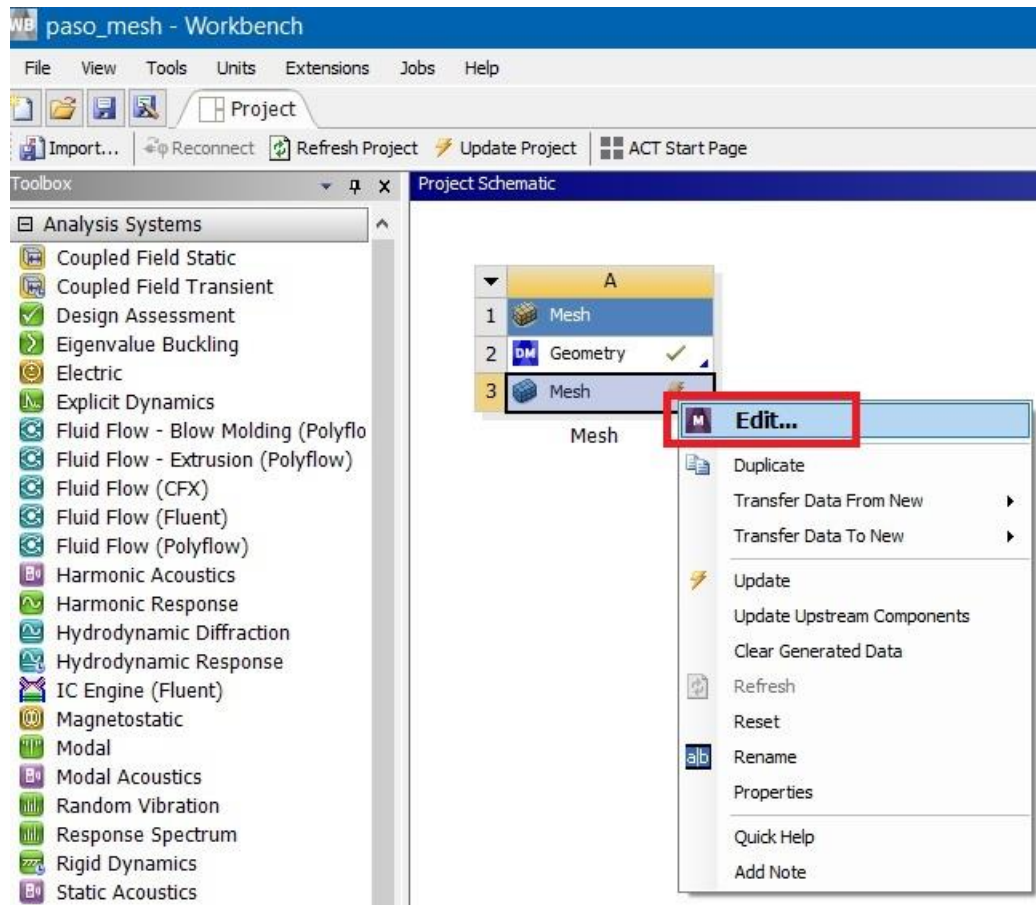 WB paso_mesh - Workbench
File View Tools Units Extensions Jobs Help
Project
Import... Reconnect Refresh Project Update Project ACT Start Page
Toolbox
Project Schematic
Analysis Systems
Coupled Field Static
Coupled Field Transient
Design Assessment
Eigenvalue Buckling
Electric
Explicit Dynamics
Fluid Flow - Blow Molding (Polyflo
Fluid Flow - Extrusion (Polyflow)
Fluid Flow (CFX)
Fluid Flow (Fluent)
Fluid Flow (Polyflow)
Harmonic Acoustics
Harmonic Response
Hydrodynamic Diffraction
Hydrodynamic Response
IC Engine (Fluent)
Magnetostatic
Modal
Modal Acoustics
Random Vibration
Response Spectrum
Rigid Dynamics
Static Acoustics
A
1 Mesh
2 DM Geometry
3 Mesh
Mesh
M Edit...
Duplicate
Transfer Data From New
Transfer Data To New
Update
Update Upstream Components
Clear Generated Data
Refresh
Reset
a|b Rename
Properties
Quick Help
Add Note